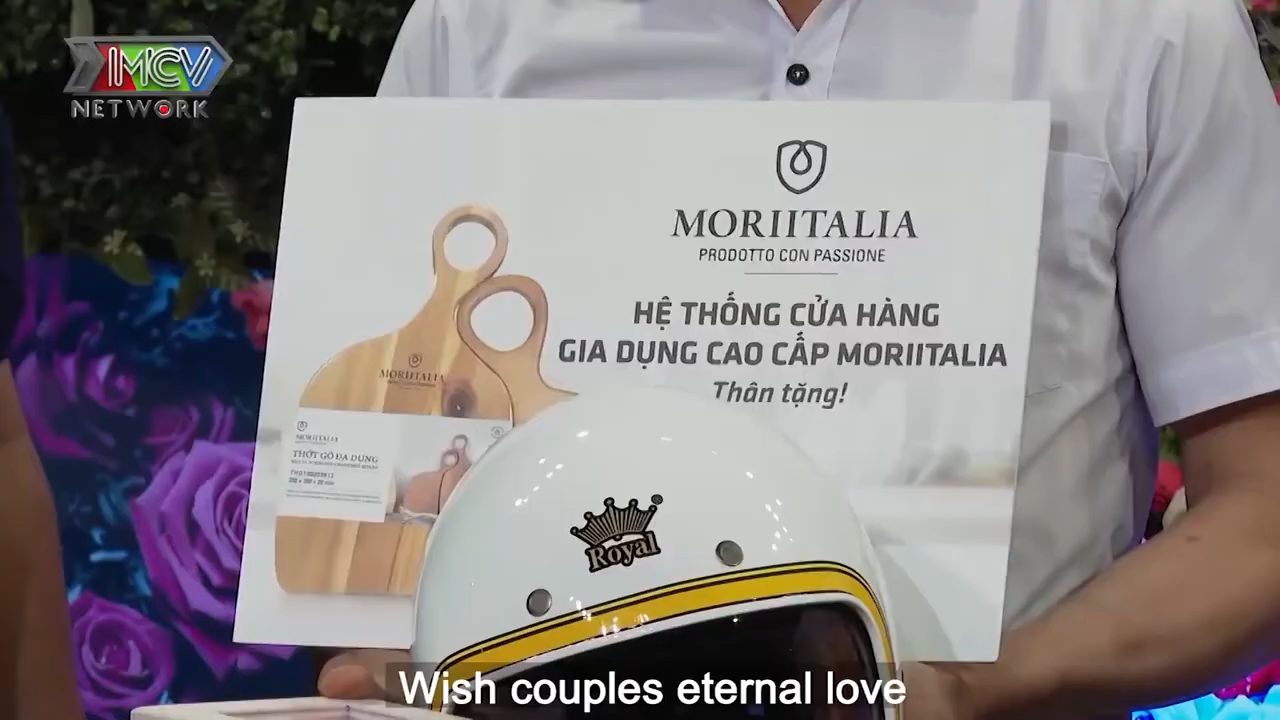 MCV
NETWORK
MORIITALIA
PRODOTTO CON PASSIONE
HỆ THỐNG CỬA HÀNG
GIA DỤNG CAO CẤP MORIITALIA
Thân tặng!
MORIITALIA
MORIITALIA
THỚT GỖ ĐA DỤNG
Royal
Wish couples eternal love